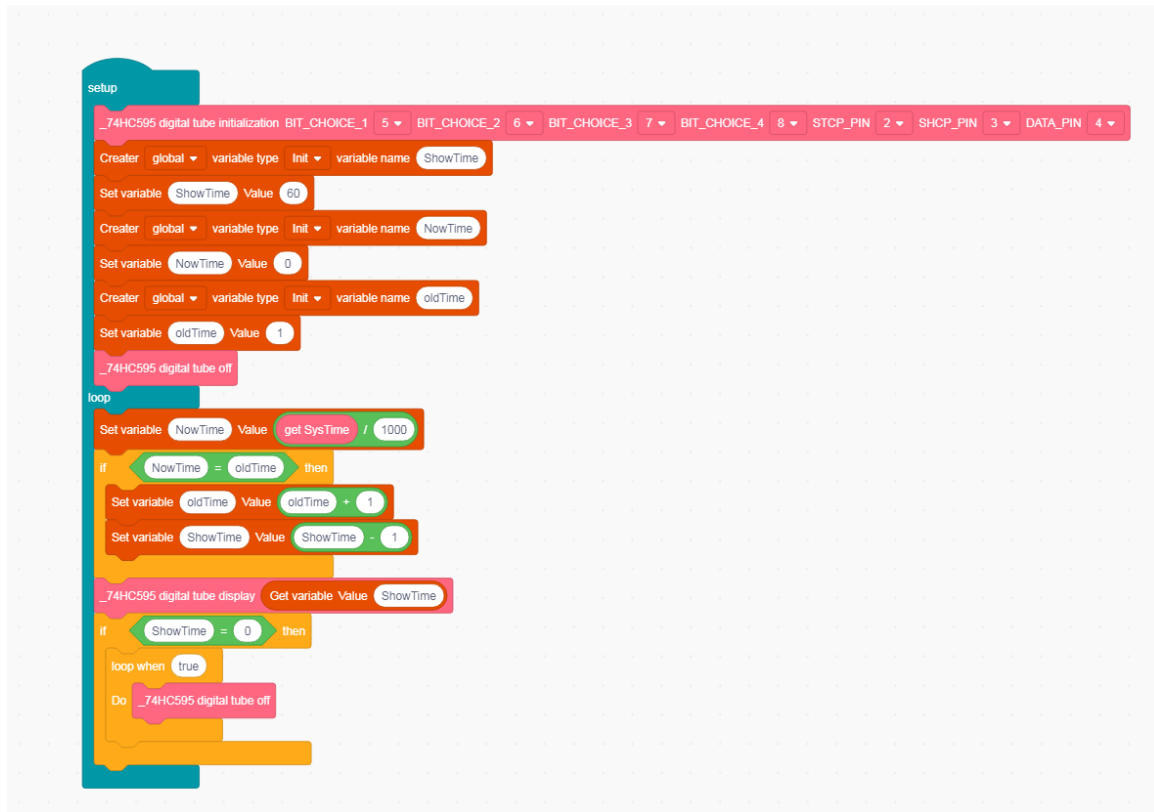 setup
_74HC595 digital tube initialization BIT_CHOICE_1 5 BIT_CHOICE_2 6 BIT_CHOICE_3 7 BIT_CHOICE_4 8 STCP_PIN 2 SHCP_PIN 3 DATA_PIN 4
Creater global variable type Init variable name ShowTime
Set variable ShowTime Value 60
Creater global variable type Init variable name NowTime
Set variable NowTime Value 0
Creater global variable type Init variable name oldTime
Set variable oldTime Value 1
_74HC595 digital tube off
loop
Set variable NowTime Value get SysTime / 1000
if NowTime = oldTime then
Set variable oldTime Value oldTime + 1
Set variable ShowTime Value ShowTime - 1
_74HC595 digital tube display Get variable Value ShowTime
if ShowTime = 0 then
loop when true
Do _74HC595 digital tube off